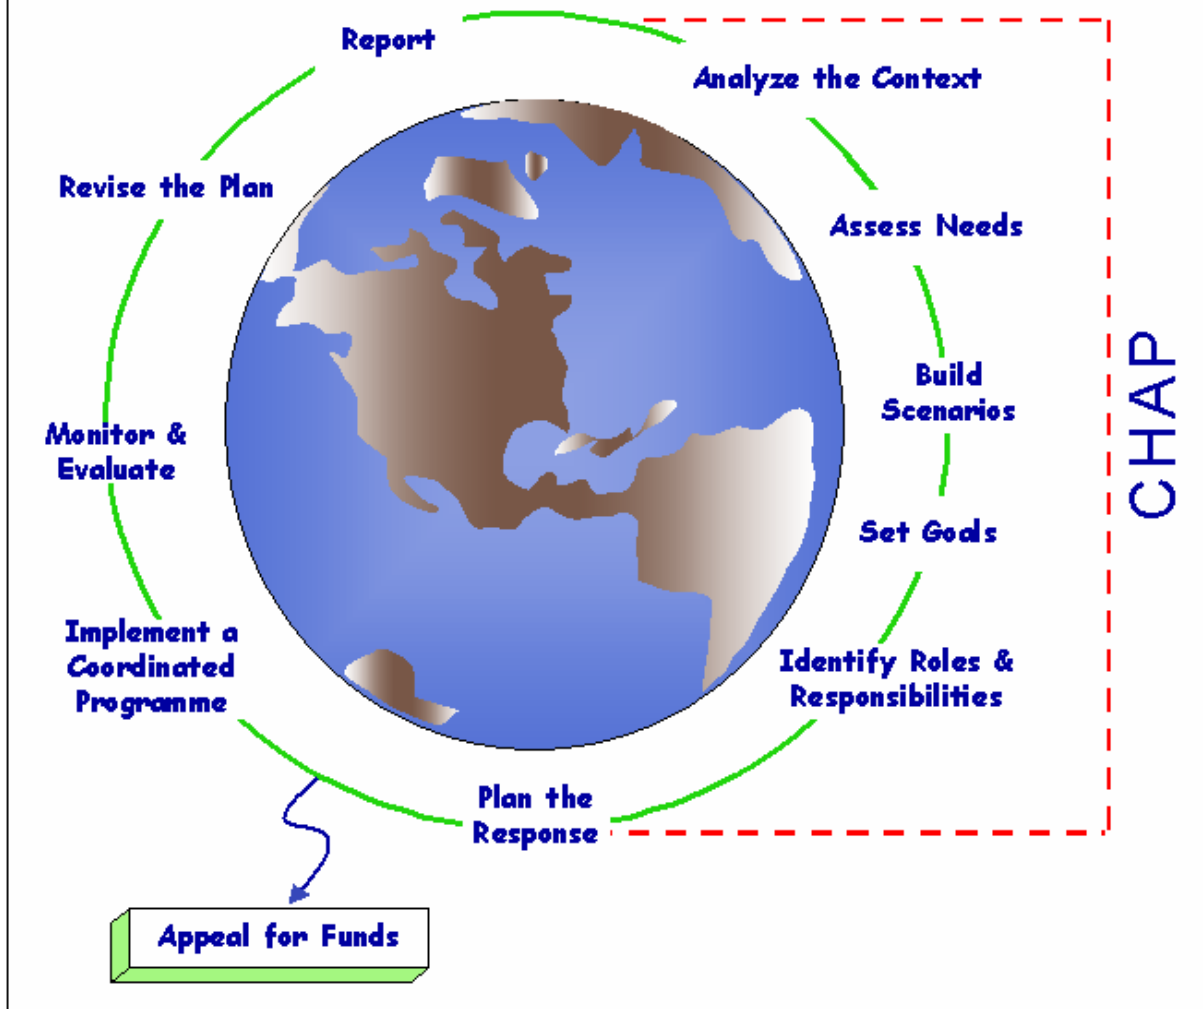 Report
Analyze the Context
Revise the Plan
Assess Needs
Build
Scenarios
CHAP
Monitor &
Evaluate
Set Goals
Implement a
Coordinated
Programme
Identify Roles &
Responsibilities
Plan the
Response
Appeal for Funds